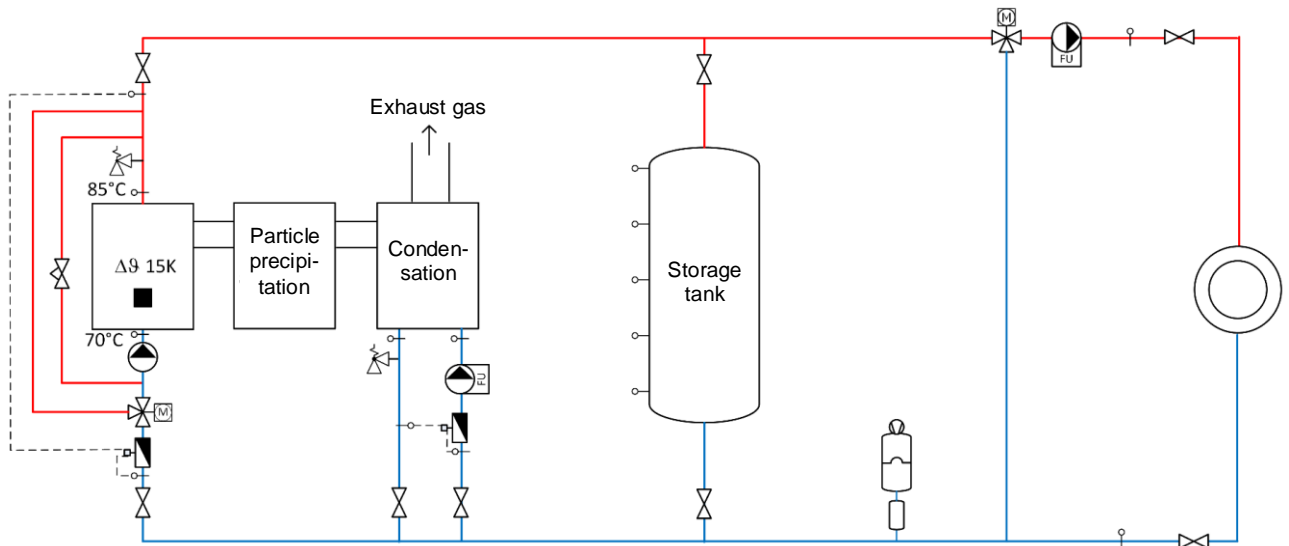 M
FU
Exhaust gas
85°C
Δϑ 15K
Particle
precipi-
tation
Conden-
sation
Storage
tank
70°C
FU
M